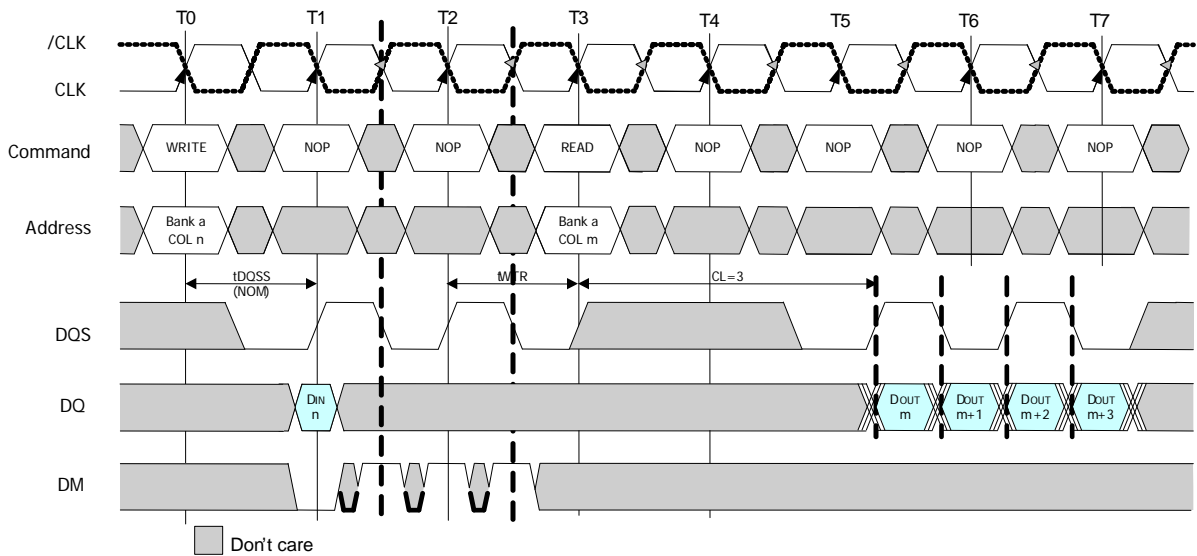 T0 T1 T2 T3 T4 T5 T6 T7
/CLK
CLK
Command WRITE NOP NOP READ NOP NOP NOP NOP
Address Bank a COL n Bank a COL m
tDQSS (NOM) tWTR CL=3
DQS
DQ DIN n DOUT m DOUT m+1 DOUT m+2 DOUT m+3
DM
Don't care